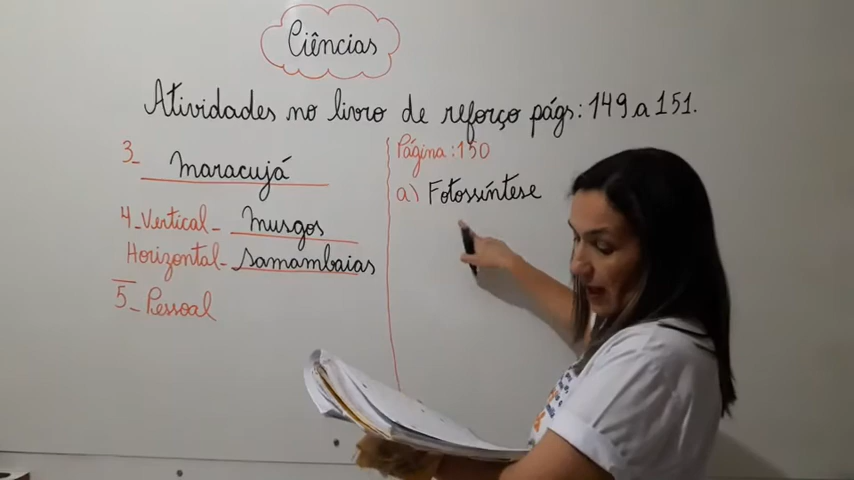 Ciências
Atividades no livro de reforço págs: 149 a 151.
3_ maracujá
4_Vertical_ musgos
Horizontal_ samambaias
5_ Pessoal
Página: 150
a) Fotossíntese